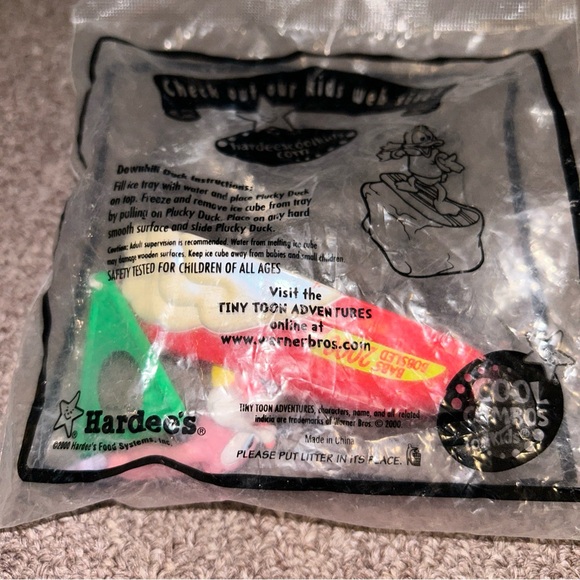 Check out our kids web site
hardeescoolkids
.com
Downhill Duck Instructions:
Fill ice tray with water and place Plucky Duck
on top. Freeze and remove ice cube from tray
by pulling on Plucky Duck. Place on any hard
smooth surface and slide Plucky Duck.
Caution: Adult supervision is recommended. Water from melting ice cube
may damage wooden surfaces. Keep ice cube away from babies and small children
SAFETY TESTED FOR CHILDREN OF ALL AGES
Visit the
TINY TOON ADVENTURES
online at
www.warnerbros.com
BABS'
BOBSLED
2000
Hardee's®
©2000 Hardee's Food Systems, Inc.
TINY TOON ADVENTURES, characters, name, and all related
indicia are trademarks of Warner Bros. © 2000
Made in China
PLEASE PUT LITTER IN ITS PLACE.
COOL
COMBOS
for Kids